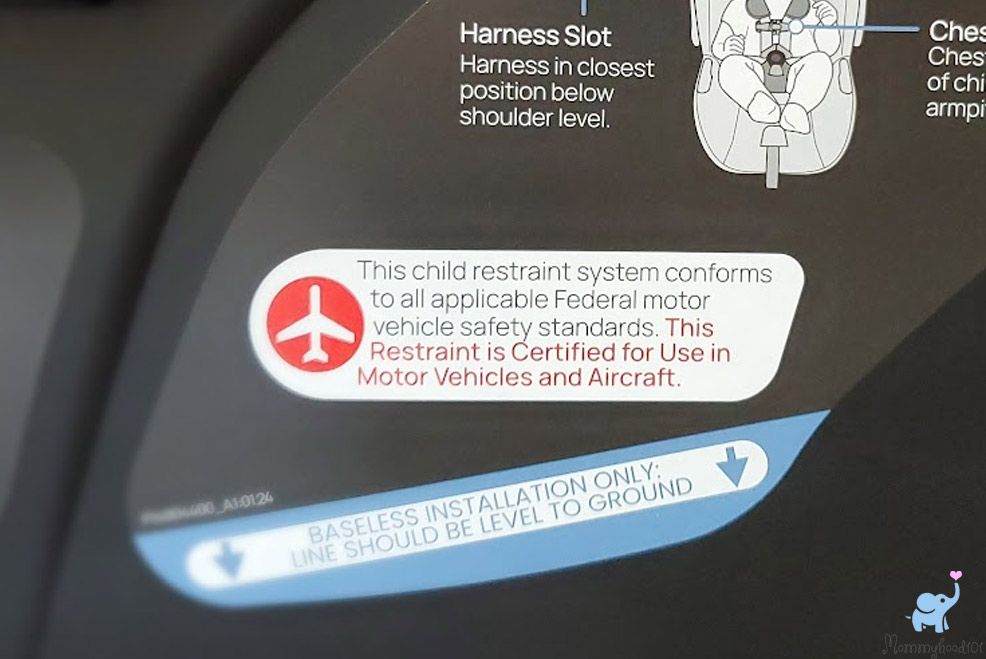 Harness Slot
Harness in closest
position below
shoulder level.
Ches
Chest
of chi
armpi
This child restraint system conforms
to all applicable Federal motor
vehicle safety standards. This
Restraint is Certified for Use in
Motor Vehicles and Aircraft.
BASELESS INSTALLATION ONLY:
LINE SHOULD BE LEVEL TO GROUND
Mommyhood101